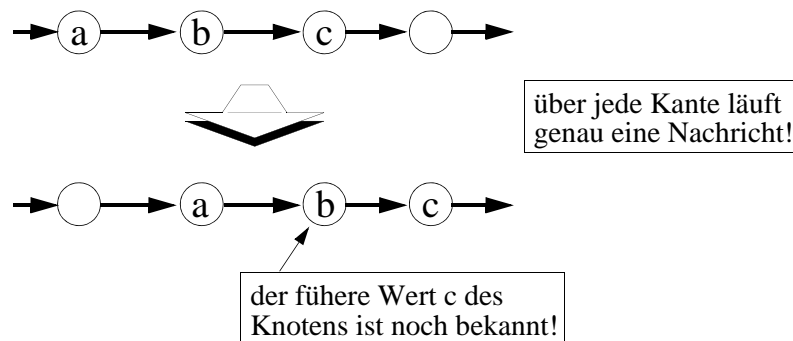 a b c
über jede Kante läuft
genau eine Nachricht!
a b c
der fühere Wert c des
Knotens ist noch bekannt!